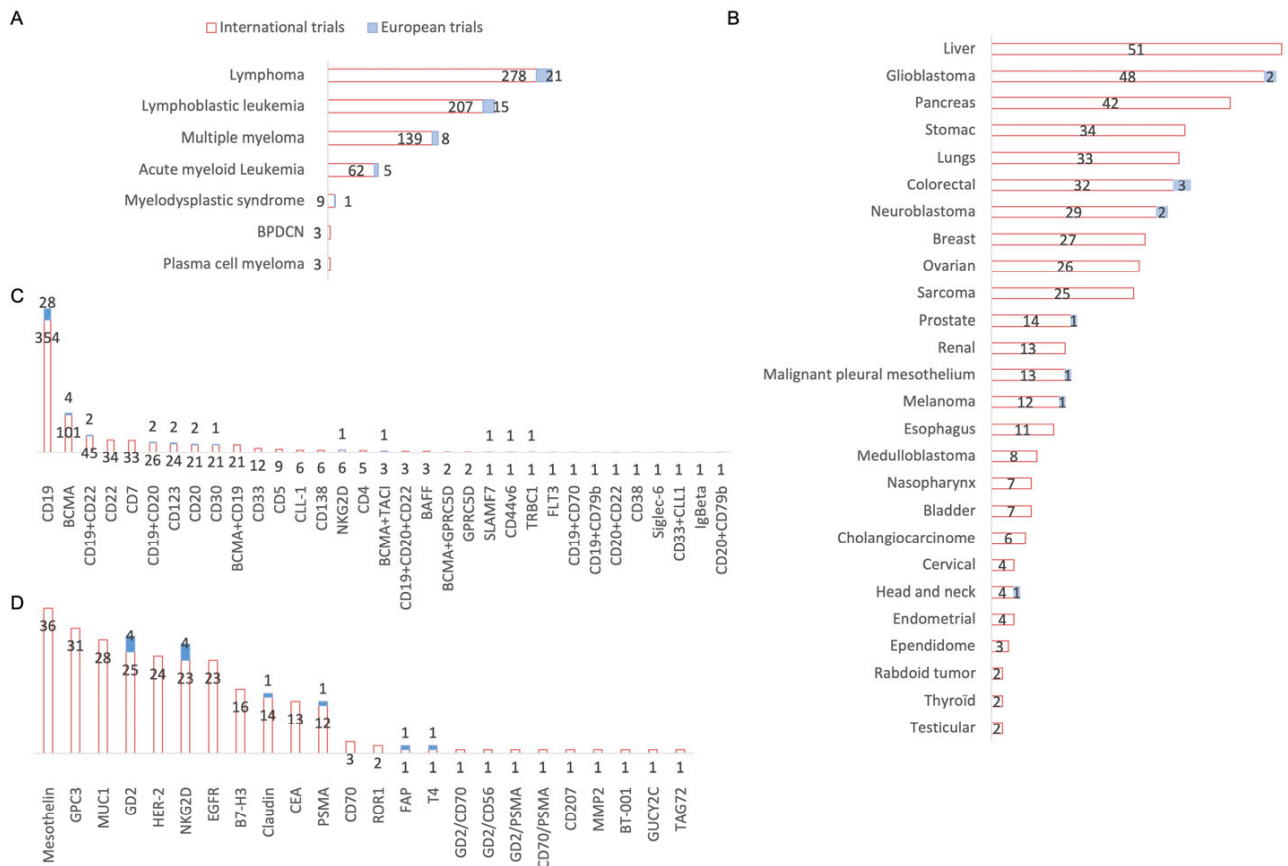 A
International trials European trials
Lymphoma 278 21
Lymphoblastic leukemia 207 15
Multiple myeloma 139 8
Acute myeloid Leukemia 62 5
Myelodysplastic syndrome 9 1
BPDCN 3
Plasma cell myeloma 3
B
Liver 51
Glioblastoma 48 2
Pancreas 42
Stomac 34
Lungs 33
Colorectal 32 3
Neuroblastoma 29 2
Breast 27
Ovarian 26
Sarcoma 25
Prostate 14 1
Renal 13
Malignant pleural mesothelium 13 1
Melanoma 12 1
Esophagus 11
Medulloblastoma 8
Nasopharynx 7
Bladder 7
Cholangiocarcinome 6
Cervical 4
Head and neck 4 1
Endometrial 4
Ependidome 3
Rabdoid tumor 2
Thyroïd 2
Testicular 2
C
28 4 2 2 2 2 1 1 1 1 1 1
354 101 45 34 33 26 24 21 21 21 12 9 6 6 6 5 3 3 3 2 2 1 1 1 1 1 1 1 1 1 1 1 1
CD19
BCMA
CD19+CD22
CD22
CD7
CD19+CD20
CD123
CD20
CD30
BCMA+CD19
CD33
CD5
CLL-1
CD138
NKG2D
CD4
BCMA+TACI
CD19+CD20+CD22
BAFF
BCMA+GPRC5D
GPRC5D
SLAMF7
CD44v6
TRBC1
FLT3
CD19+CD70
CD19+CD79b
CD20+CD22
CD38
Siglec-6
CD33+CLL1
IgBeta
CD20+CD79b
D
4 4 1 1 1 1
36 31 28 25 24 23 23 16 14 13 12 3 2 1 1 1 1 1 1 1 1 1 1 1
Mesothelin
GPC3
MUC1
GD2
HER-2
NKG2D
EGFR
B7-H3
Claudin
CEA
PSMA
CD70
ROR1
FAP
T4
GD2/CD70
GD2/CD56
GD2/PSMA
CD70/PSMA
CD207
MMP2
BT-001
GUCY2C
TAG72